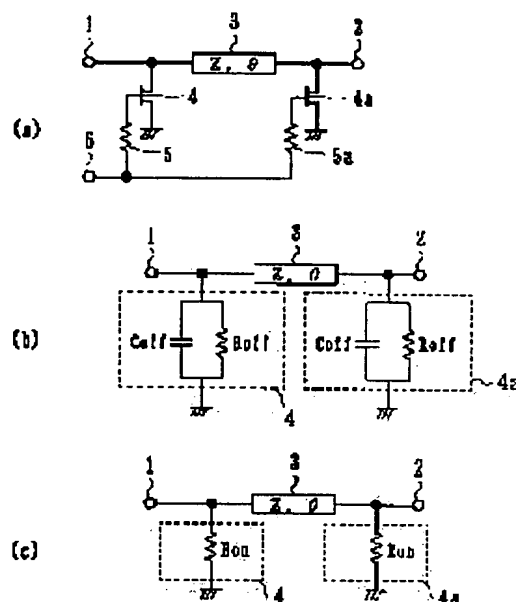 1 3 2
Z, θ
4 4a
(a)
6 5 5a
1 3 2
Z, θ
(b) Coff Roff Coff Roff
4 4a
1 3 2
Z, θ
(c) Ron Ron
4 4a